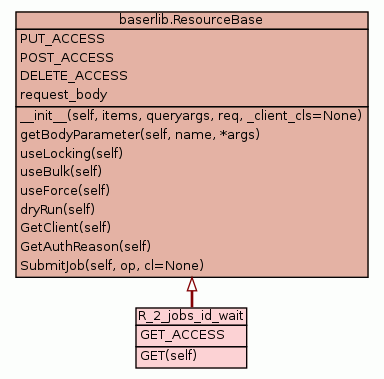 baserlib.ResourceBase
PUT_ACCESS
POST_ACCESS
DELETE_ACCESS
request_body
__init__(self, items, queryargs, req, _client_cls=None)
getBodyParameter(self, name, *args)
useLocking(self)
useBulk(self)
useForce(self)
dryRun(self)
GetClient(self)
GetAuthReason(self)
SubmitJob(self, op, cl=None)
R_2_jobs_id_wait
GET_ACCESS
GET(self)